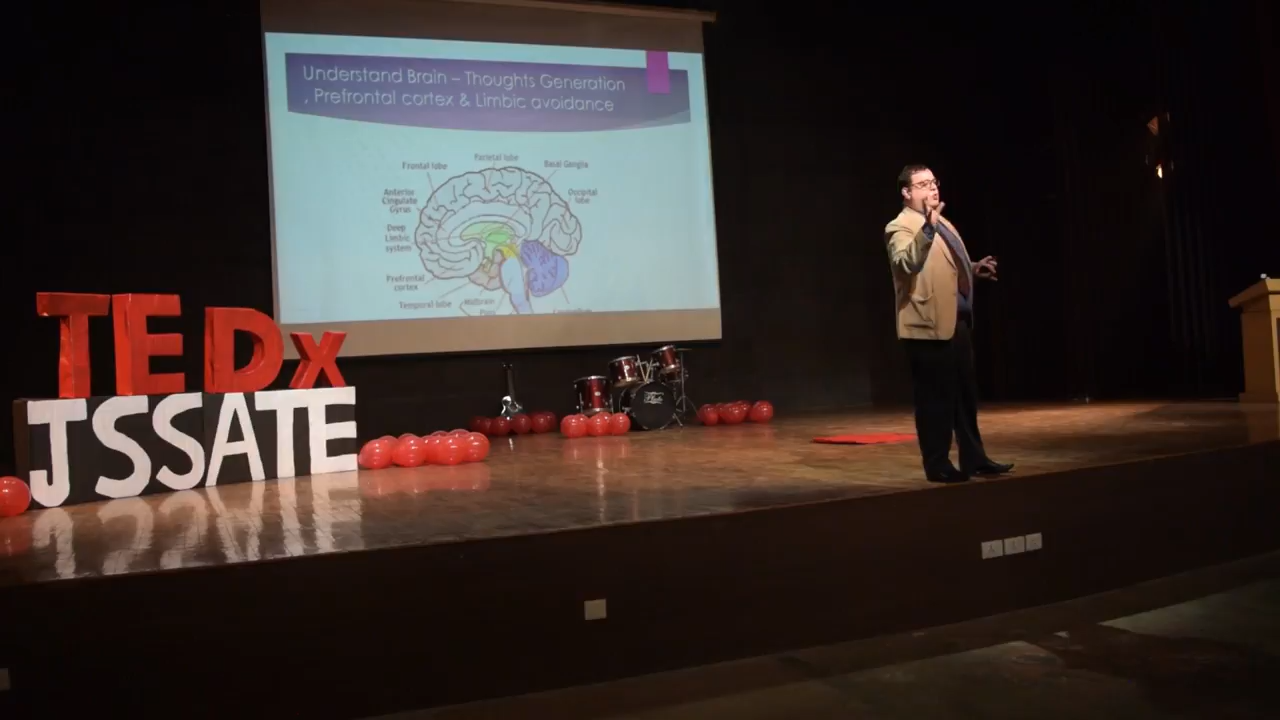 Understand Brain – Thoughts Generation
, Prefrontal cortex & Limbic avoidance
Parietal lobe
Frontal lobe
Basal Ganglia
Anterior
Cingulate
Gyrus
Occipital
lobe
Deep
Limbic
system
Prefrontal
cortex
Temporal lobe
Midbrain
TEDx
JSSATE